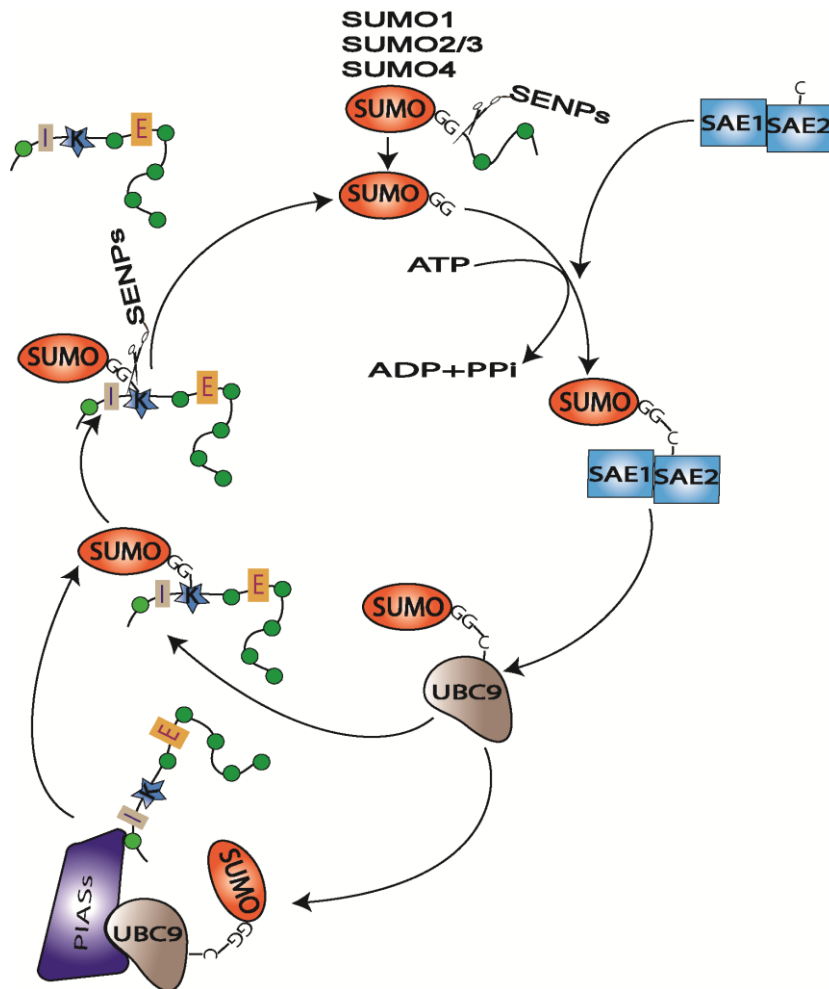 SUMO1
SUMO2/3
SUMO4
SUMO
GG
SENPs
C
SAE1
SAE2
I
K
E
SUMO
GG
ATP
ADP+PPi
SENPs
SUMO
GG
I
K
E
SUMO
GG
C
SAE1
SAE2
SUMO
GG
I
K
E
SUMO
GG
C
UBC9
E
K
I
SUMO
GG
C
PIASs
UBC9